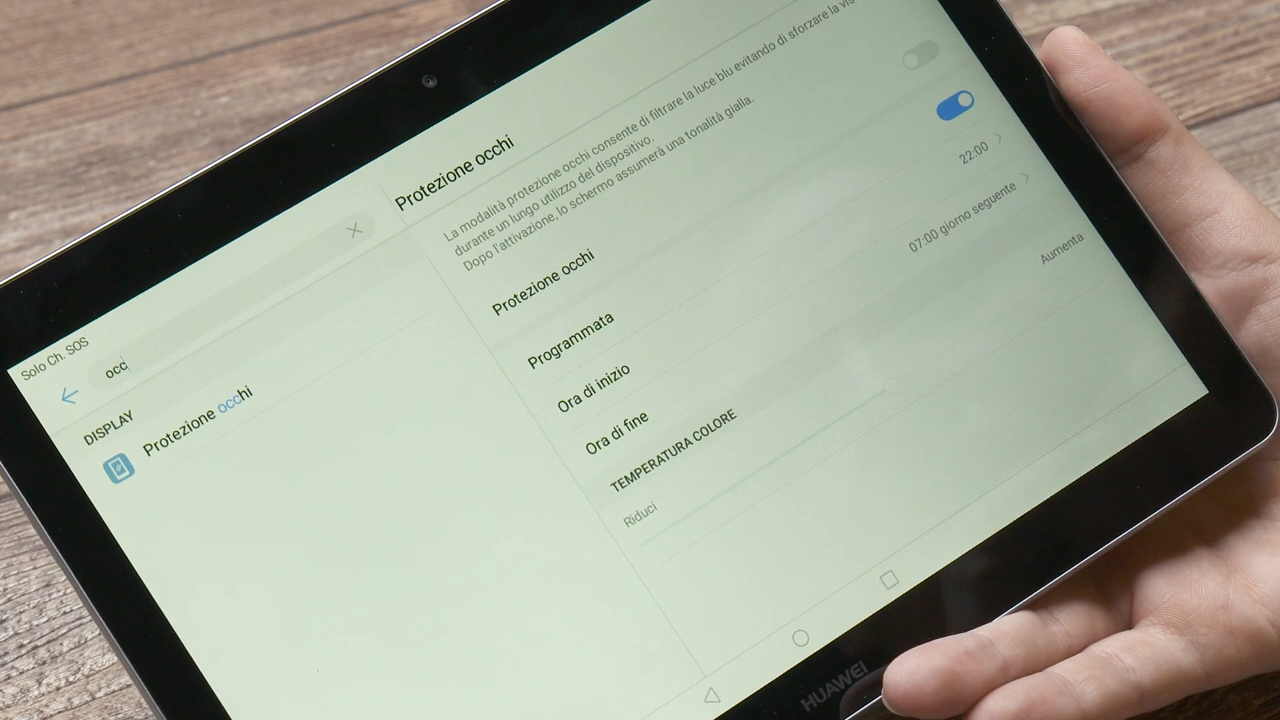 Solo Ch. SOS
occ
DISPLAY
Protezione occhi
Protezione occhi
La modalità protezione occhi consente di filtrare la luce blu evitando di sforzare la
durante un lungo utilizzo del dispositivo.
Dopo l'attivazione, lo schermo assumerà una tonalità gialla.
Protezione occhi
Programmata
Ora di inizio 22:00
Ora di fine 07:00 giorno seguente
TEMPERATURA COLORE
Riduci Aumenta
HUAWEI